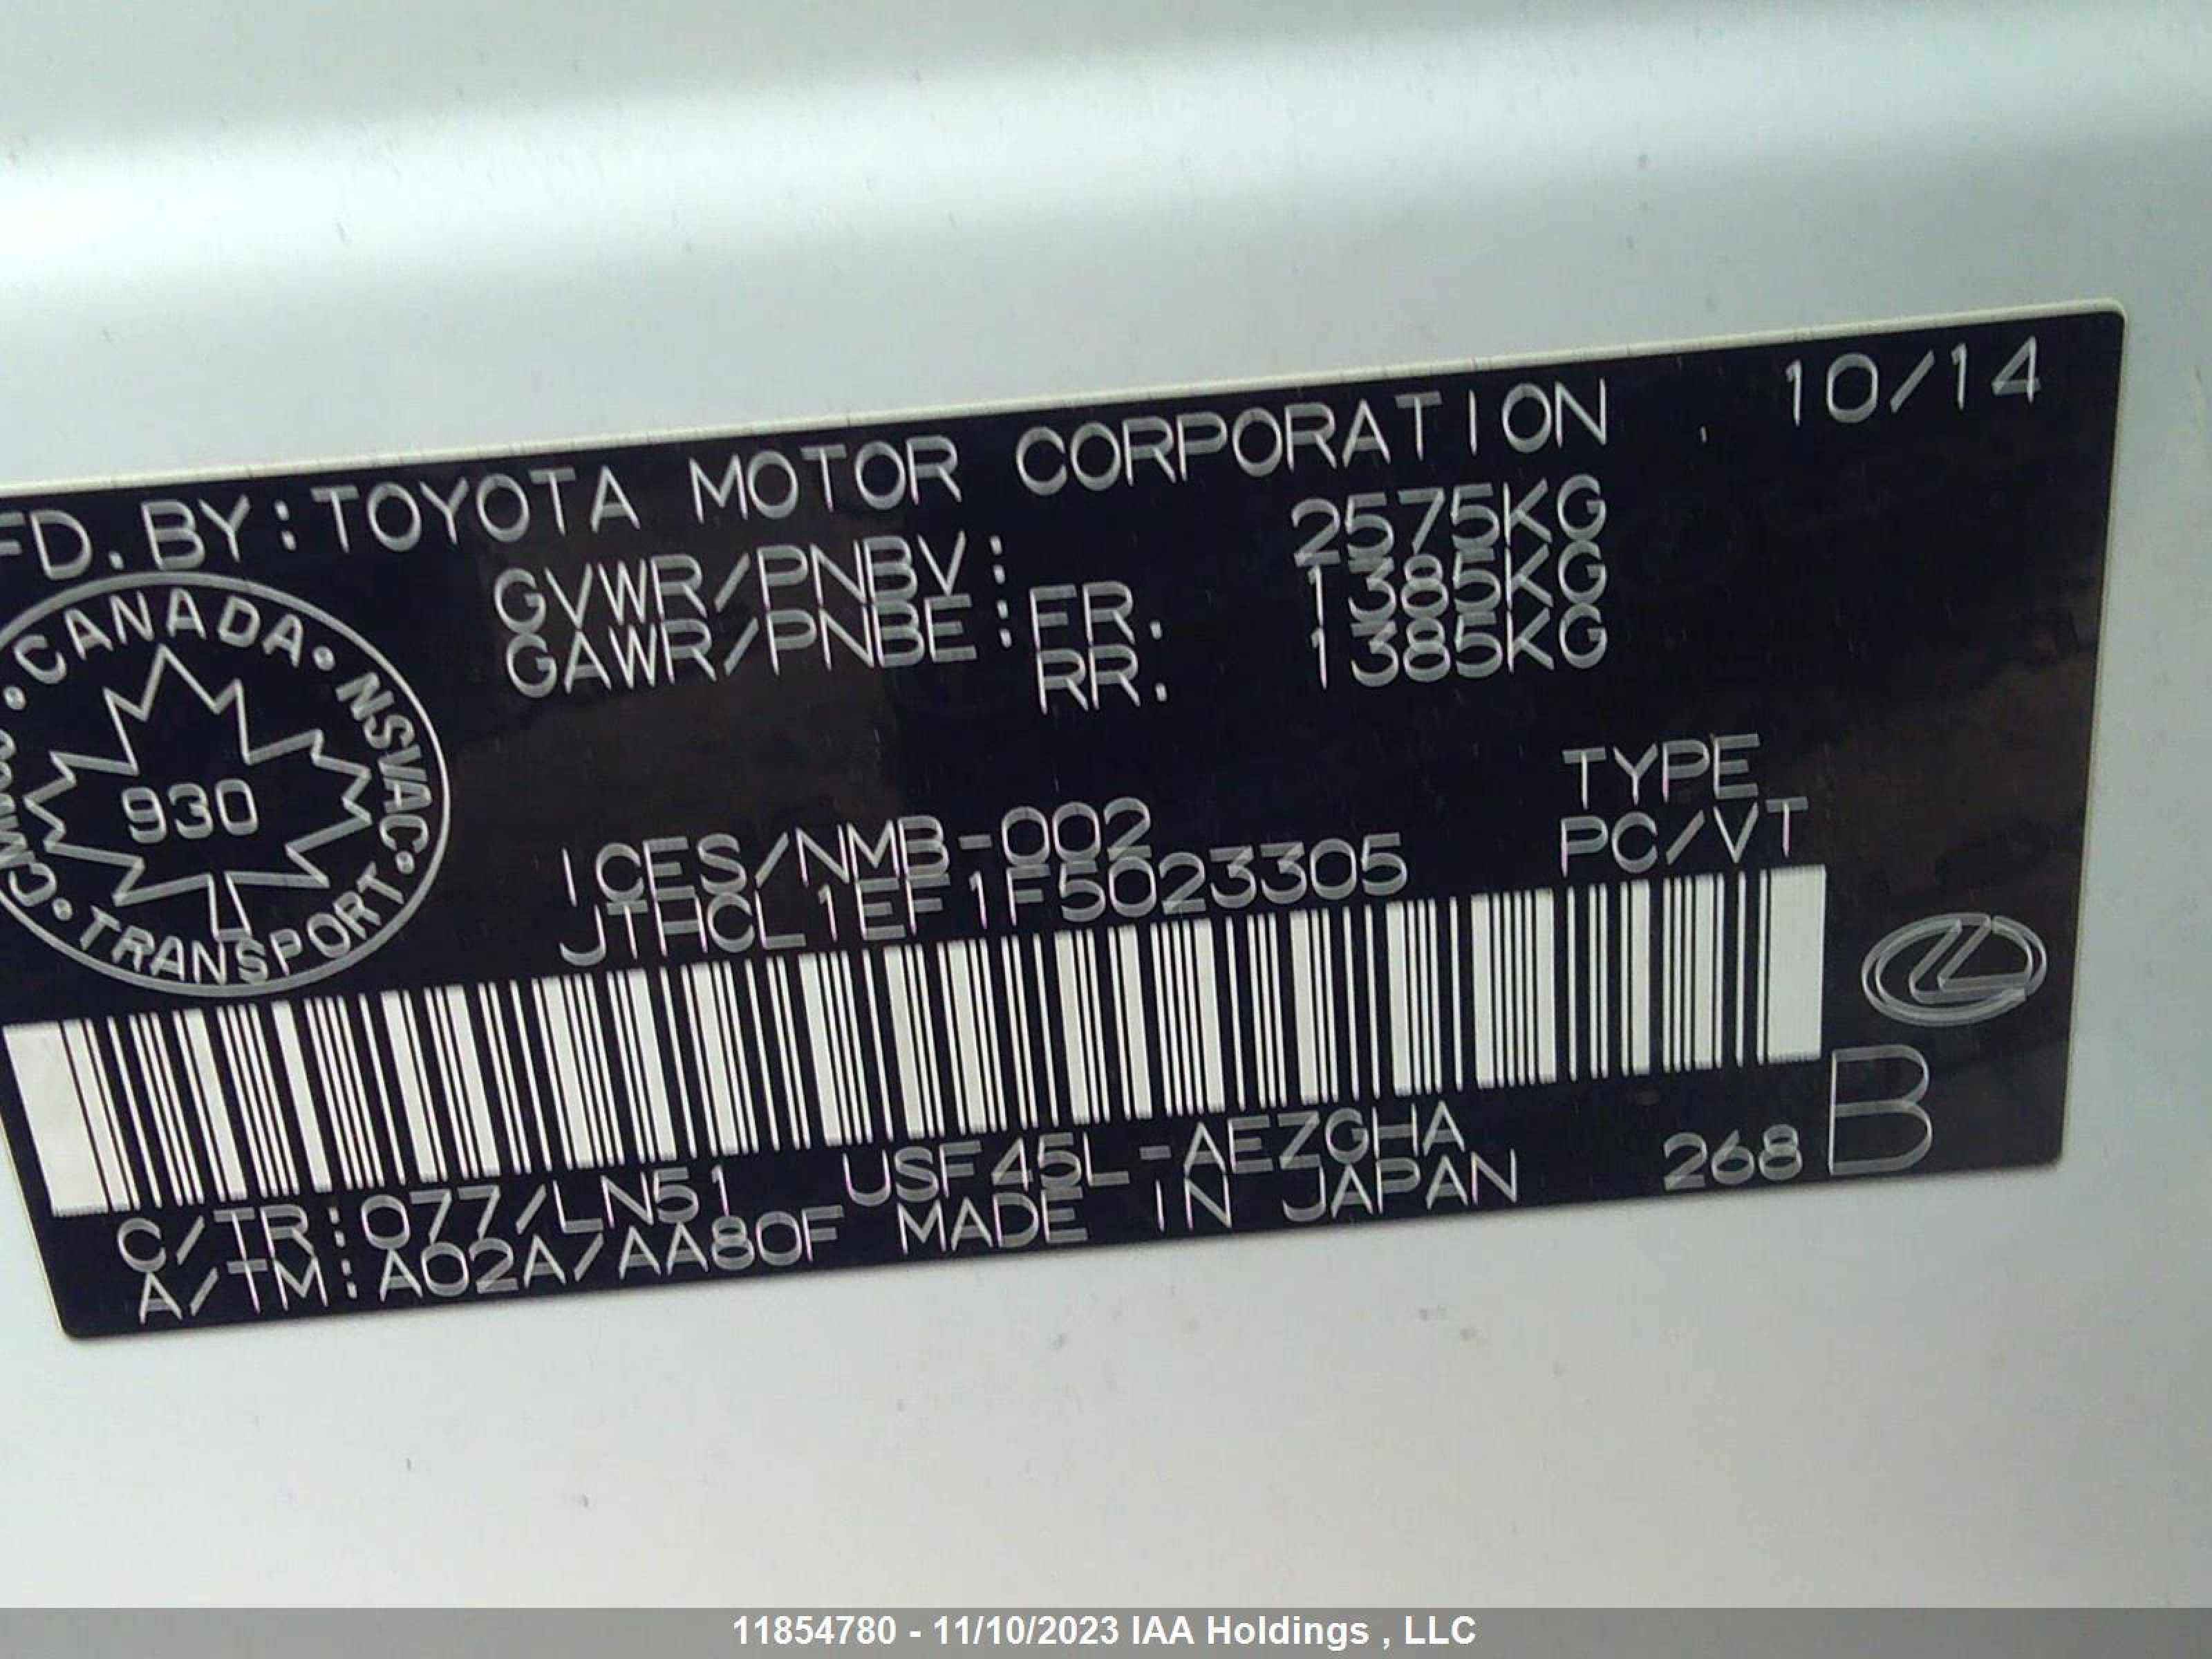 FD.BY:TOYOTA MOTOR CORPORATION 10/14
GVWR/PNBV: 2575KG
GAWR/PNBE:FR. 1385KG
RR. 1385KG
CANADA • NSVAC • TRANSPORT •
930
TYPE
ICES/NMB-002 PC/VT
JTHCL1EF1F5023305
C/TR:077/LN51 USF45L-AEZGHA
A/TM:A02A/AA80F MADE IN JAPAN 268 B
11854780 - 11/10/2023 IAA Holdings , LLC